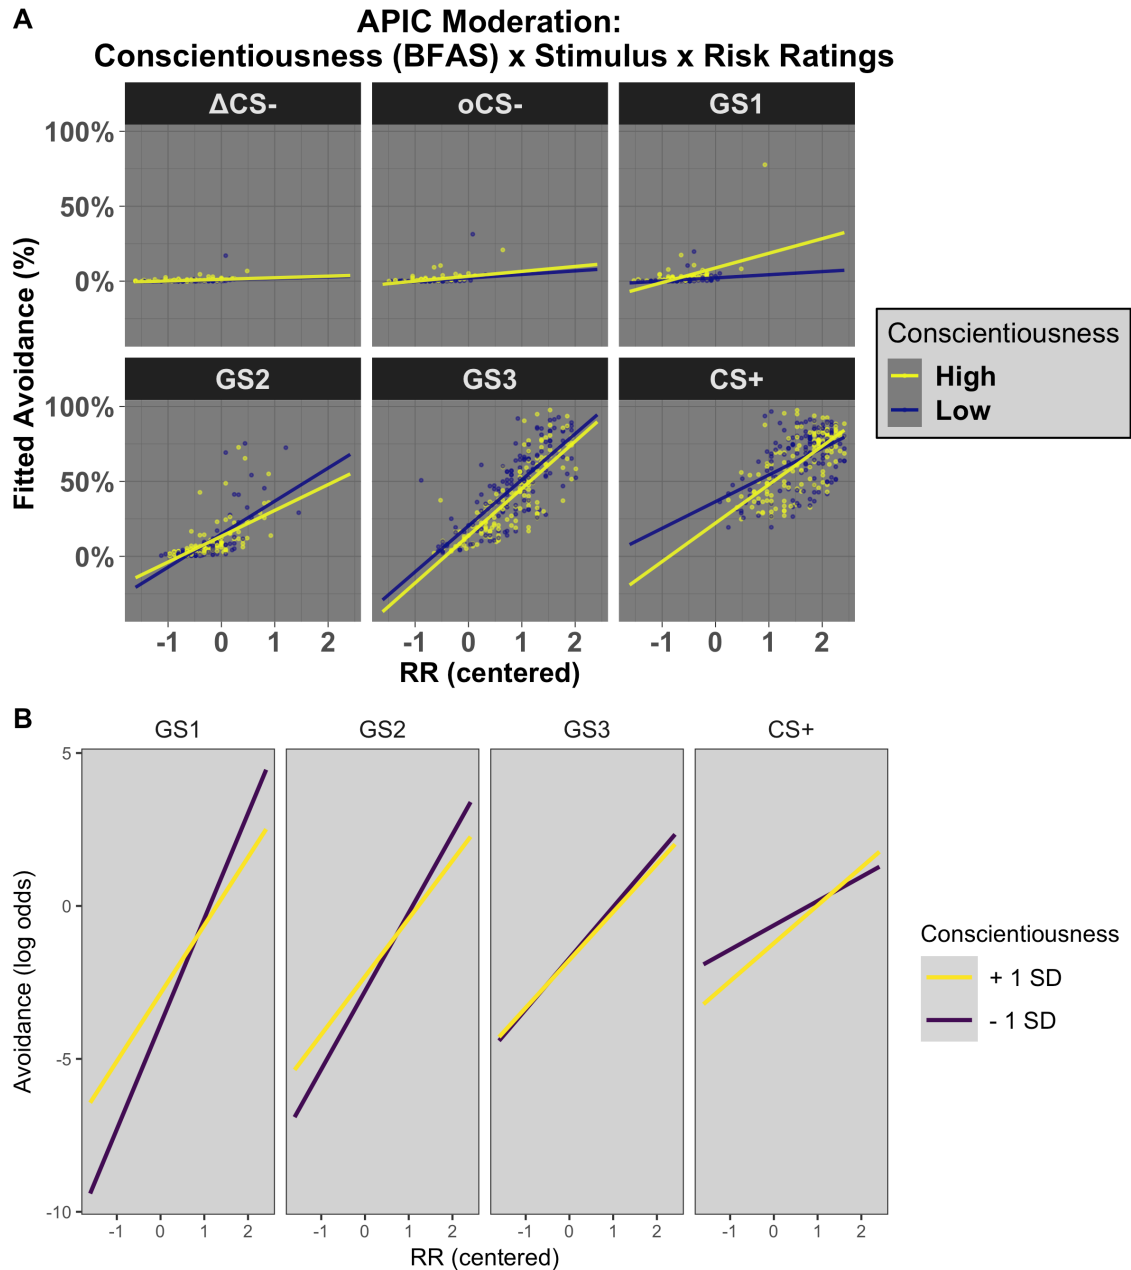 A
APIC Moderation:
Conscientiousness (BFAS) x Stimulus x Risk Ratings
ΔCS-
oCS-
GS1
100%
50%
0%
GS2
GS3
CS+
100%
50%
0%
Fitted Avoidance (%)
-1 0 1 2
-1 0 1 2
-1 0 1 2
RR (centered)
Conscientiousness
High
Low
B
GS1
GS2
GS3
CS+
5
0
-5
-10
Avoidance (log odds)
-1 0 1 2
-1 0 1 2
-1 0 1 2
-1 0 1 2
RR (centered)
Conscientiousness
+ 1 SD
- 1 SD